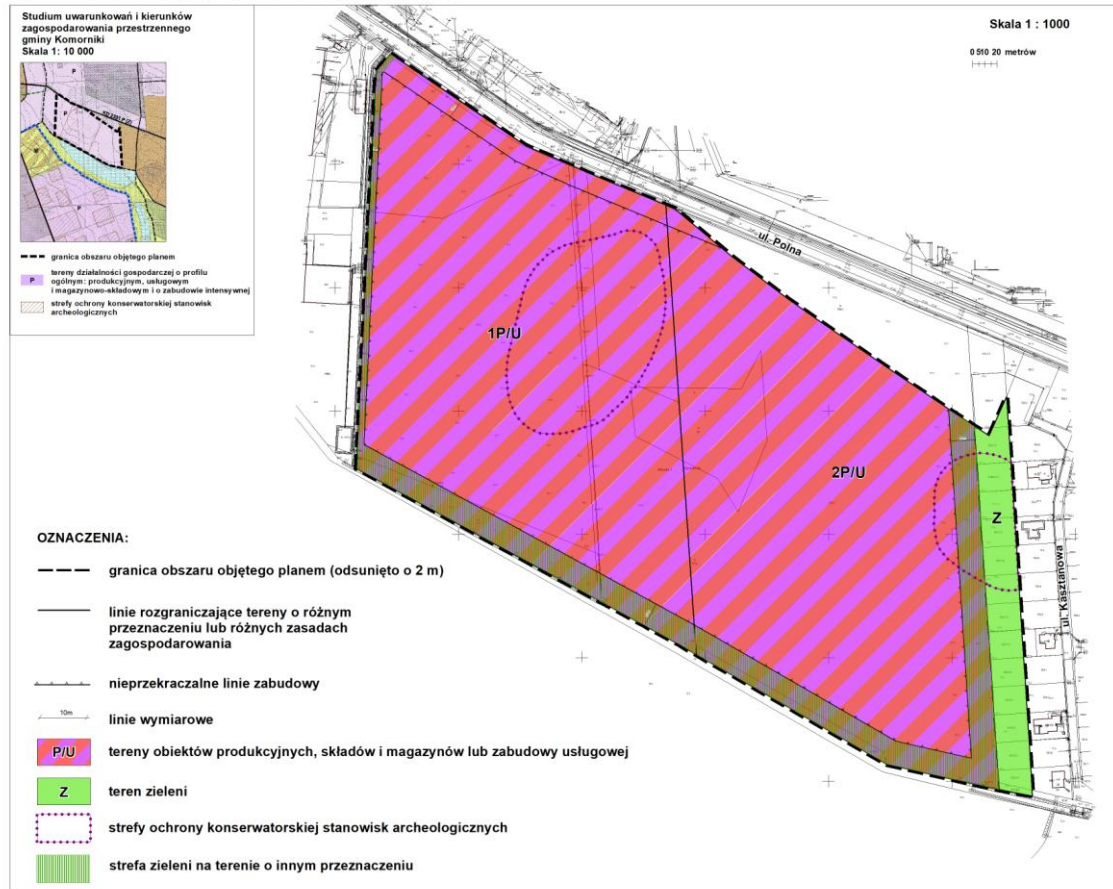 Studium uwarunkowań i kierunków
zagospodarowania przestrzennego
gminy Komorniki
Skala 1: 10 000
P
P
P
P
granica obszaru objętego planem
P
tereny działalności gospodarczej o profilu
ogólnym: produkcyjnym, usługowym
i magazynowo-składowym i o zabudowie intensywnej
strefy ochrony konserwatorskiej stanowisk
archeologicznych
Skala 1 : 1000
0 510 20 metrów
ul. Polna
1P/U
2P/U
Z
ul. Kasztanowa
OZNACZENIA:
granica obszaru objętego planem (odsunięto o 2 m)
linie rozgraniczające tereny o różnym
przeznaczeniu lub różnych zasadach
zagospodarowania
nieprzekraczalne linie zabudowy
10m
linie wymiarowe
P/U
tereny obiektów produkcyjnych, składów i magazynów lub zabudowy usługowej
Z
teren zieleni
strefy ochrony konserwatorskiej stanowisk archeologicznych
strefa zieleni na terenie o innym przeznaczeniu